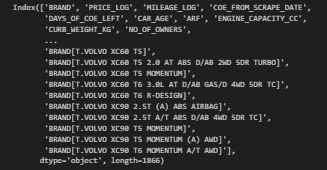 Index(['BRAND', 'PRICE_LOG', 'MILEAGE_LOG', 'COE_FROM_SCRAPE_DATE',
'DAYS_OF_COE_LEFT', 'CAR_AGE', 'ARF', 'ENGINE_CAPACITY_CC',
'CURB_WEIGHT_KG', 'NO_OF_OWNERS',
...
'BRAND[T.VOLVO XC60 T5]',
'BRAND[T.VOLVO XC60 T5 2.0 AT ABS D/AB 2WD 5DR TURBO]',
'BRAND[T.VOLVO XC60 T5 MOMENTUM]',
'BRAND[T.VOLVO XC60 T6 3.0L AT D/AB GAS/D 4WD 5DR TC]',
'BRAND[T.VOLVO XC60 T6 R-DESIGN]',
'BRAND[T.VOLVO XC90 2.5T (A) ABS AIRBAG]',
'BRAND[T.VOLVO XC90 2.5T A/T ABS D/AB 4WD 5DR TC]',
'BRAND[T.VOLVO XC90 T5 MOMENTUM]',
'BRAND[T.VOLVO XC90 T5 MOMENTUM (A) AWD]',
'BRAND[T.VOLVO XC90 T6 MOMENTUM A/T AWD]'],
dtype='object', length=1866)